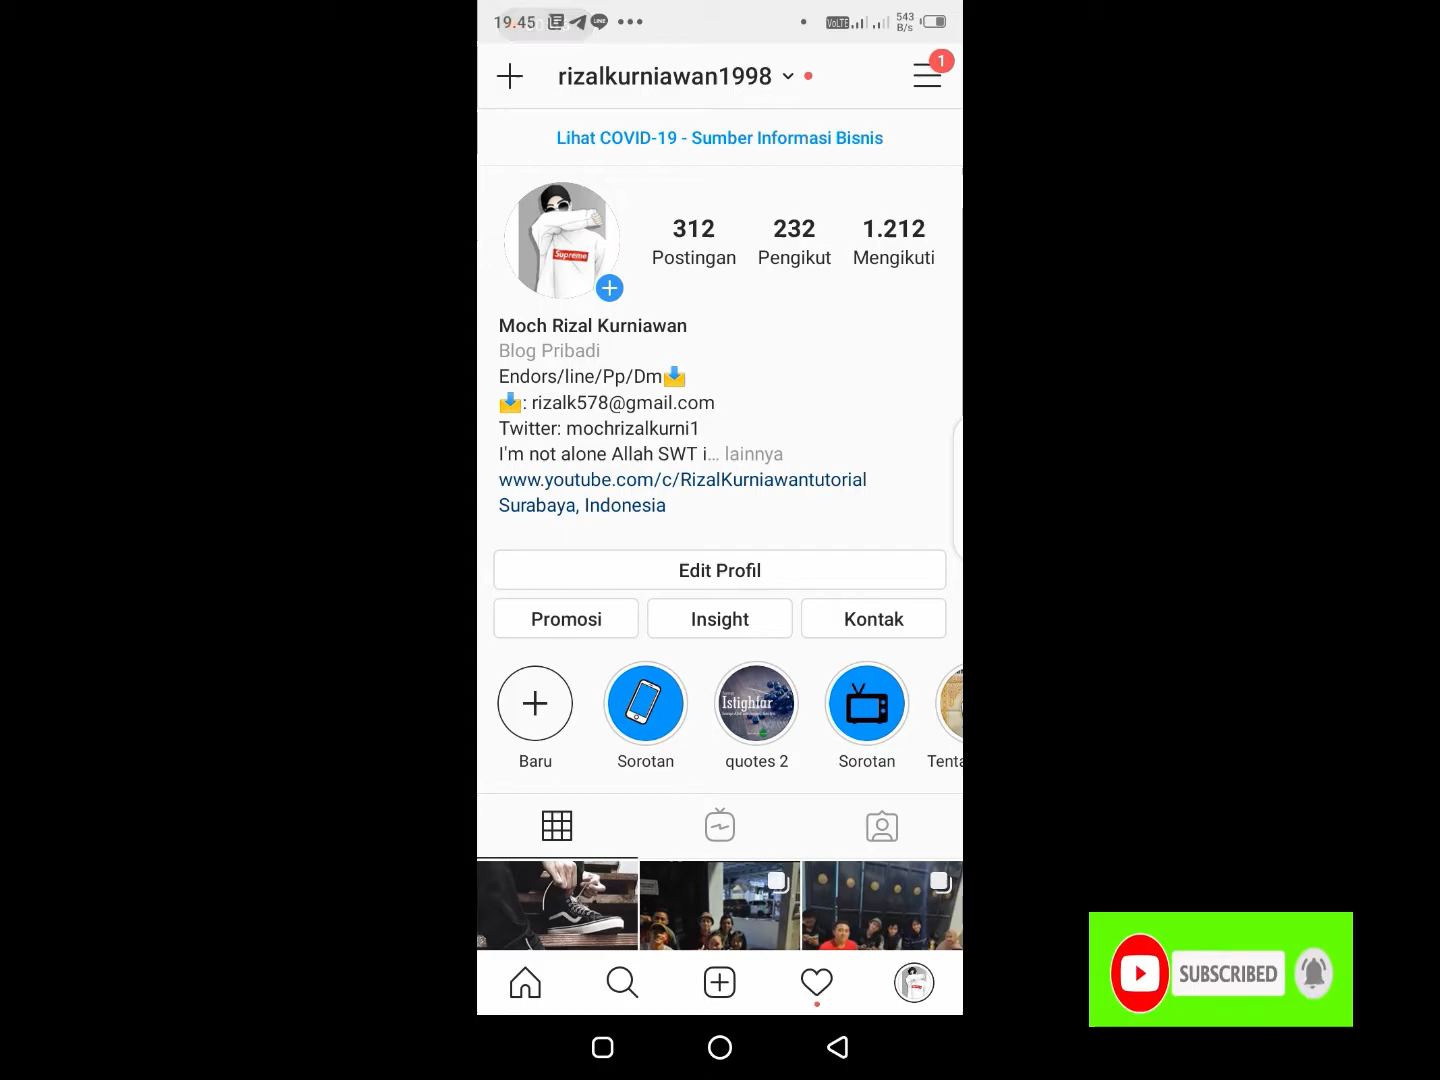 19.45
VoLTE
543
B/s
rizalkurniawan1998
1
Lihat COVID-19 - Sumber Informasi Bisnis
Supreme
312 232 1.212
Postingan Pengikut Mengikuti
Moch Rizal Kurniawan
Blog Pribadi
Endors/line/Pp/Dm📩
📩: rizalk578@gmail.com
Twitter: mochrizalkurni1
I'm not alone Allah SWT i... lainnya
www.youtube.com/c/RizalKurniawantutorial
Surabaya, Indonesia
Edit Profil
Promosi Insight Kontak
Istighfar
Baru Sorotan quotes 2 Sorotan Tenta
SUBSCRIBED